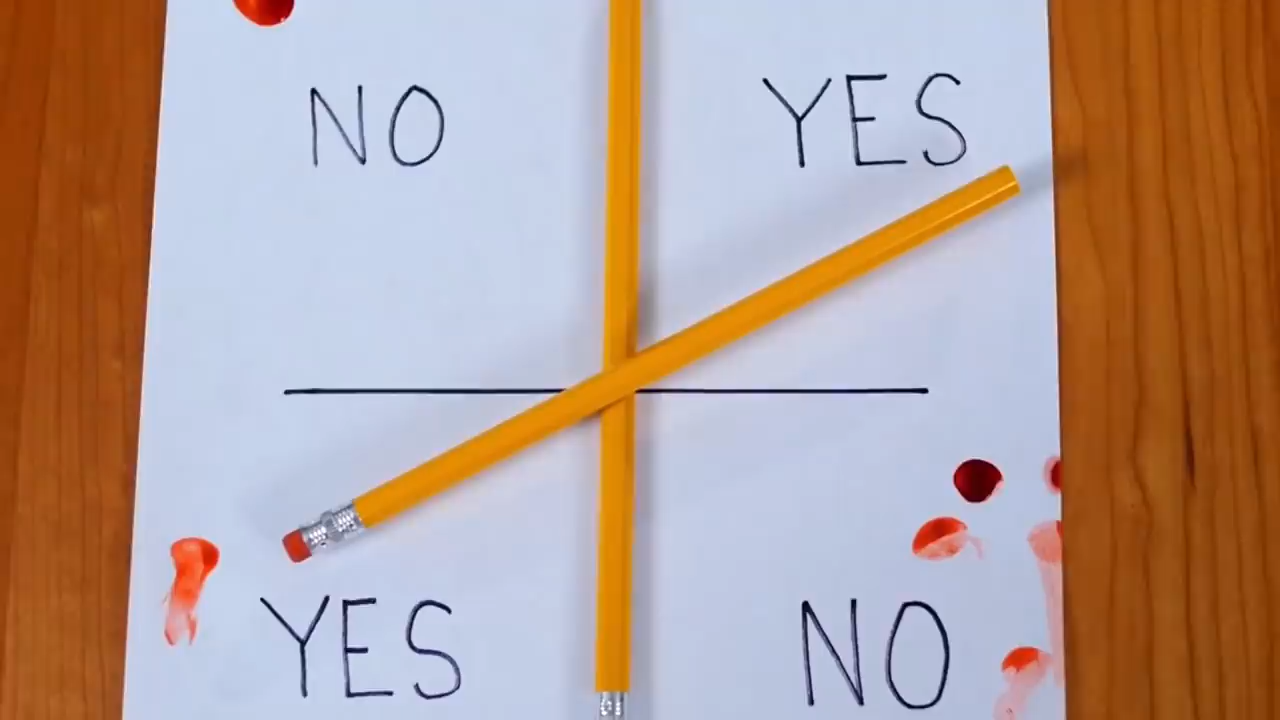 NO YES
YES NO